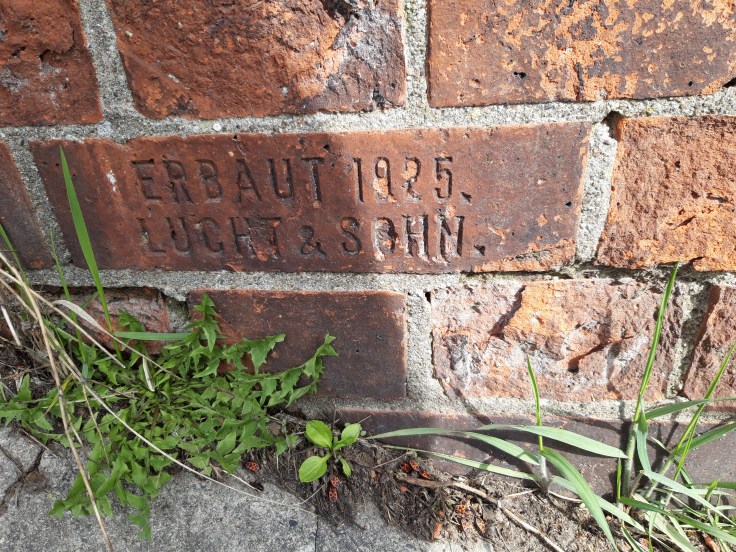 ERBAUT 1925.
LUCHT & SOHN.